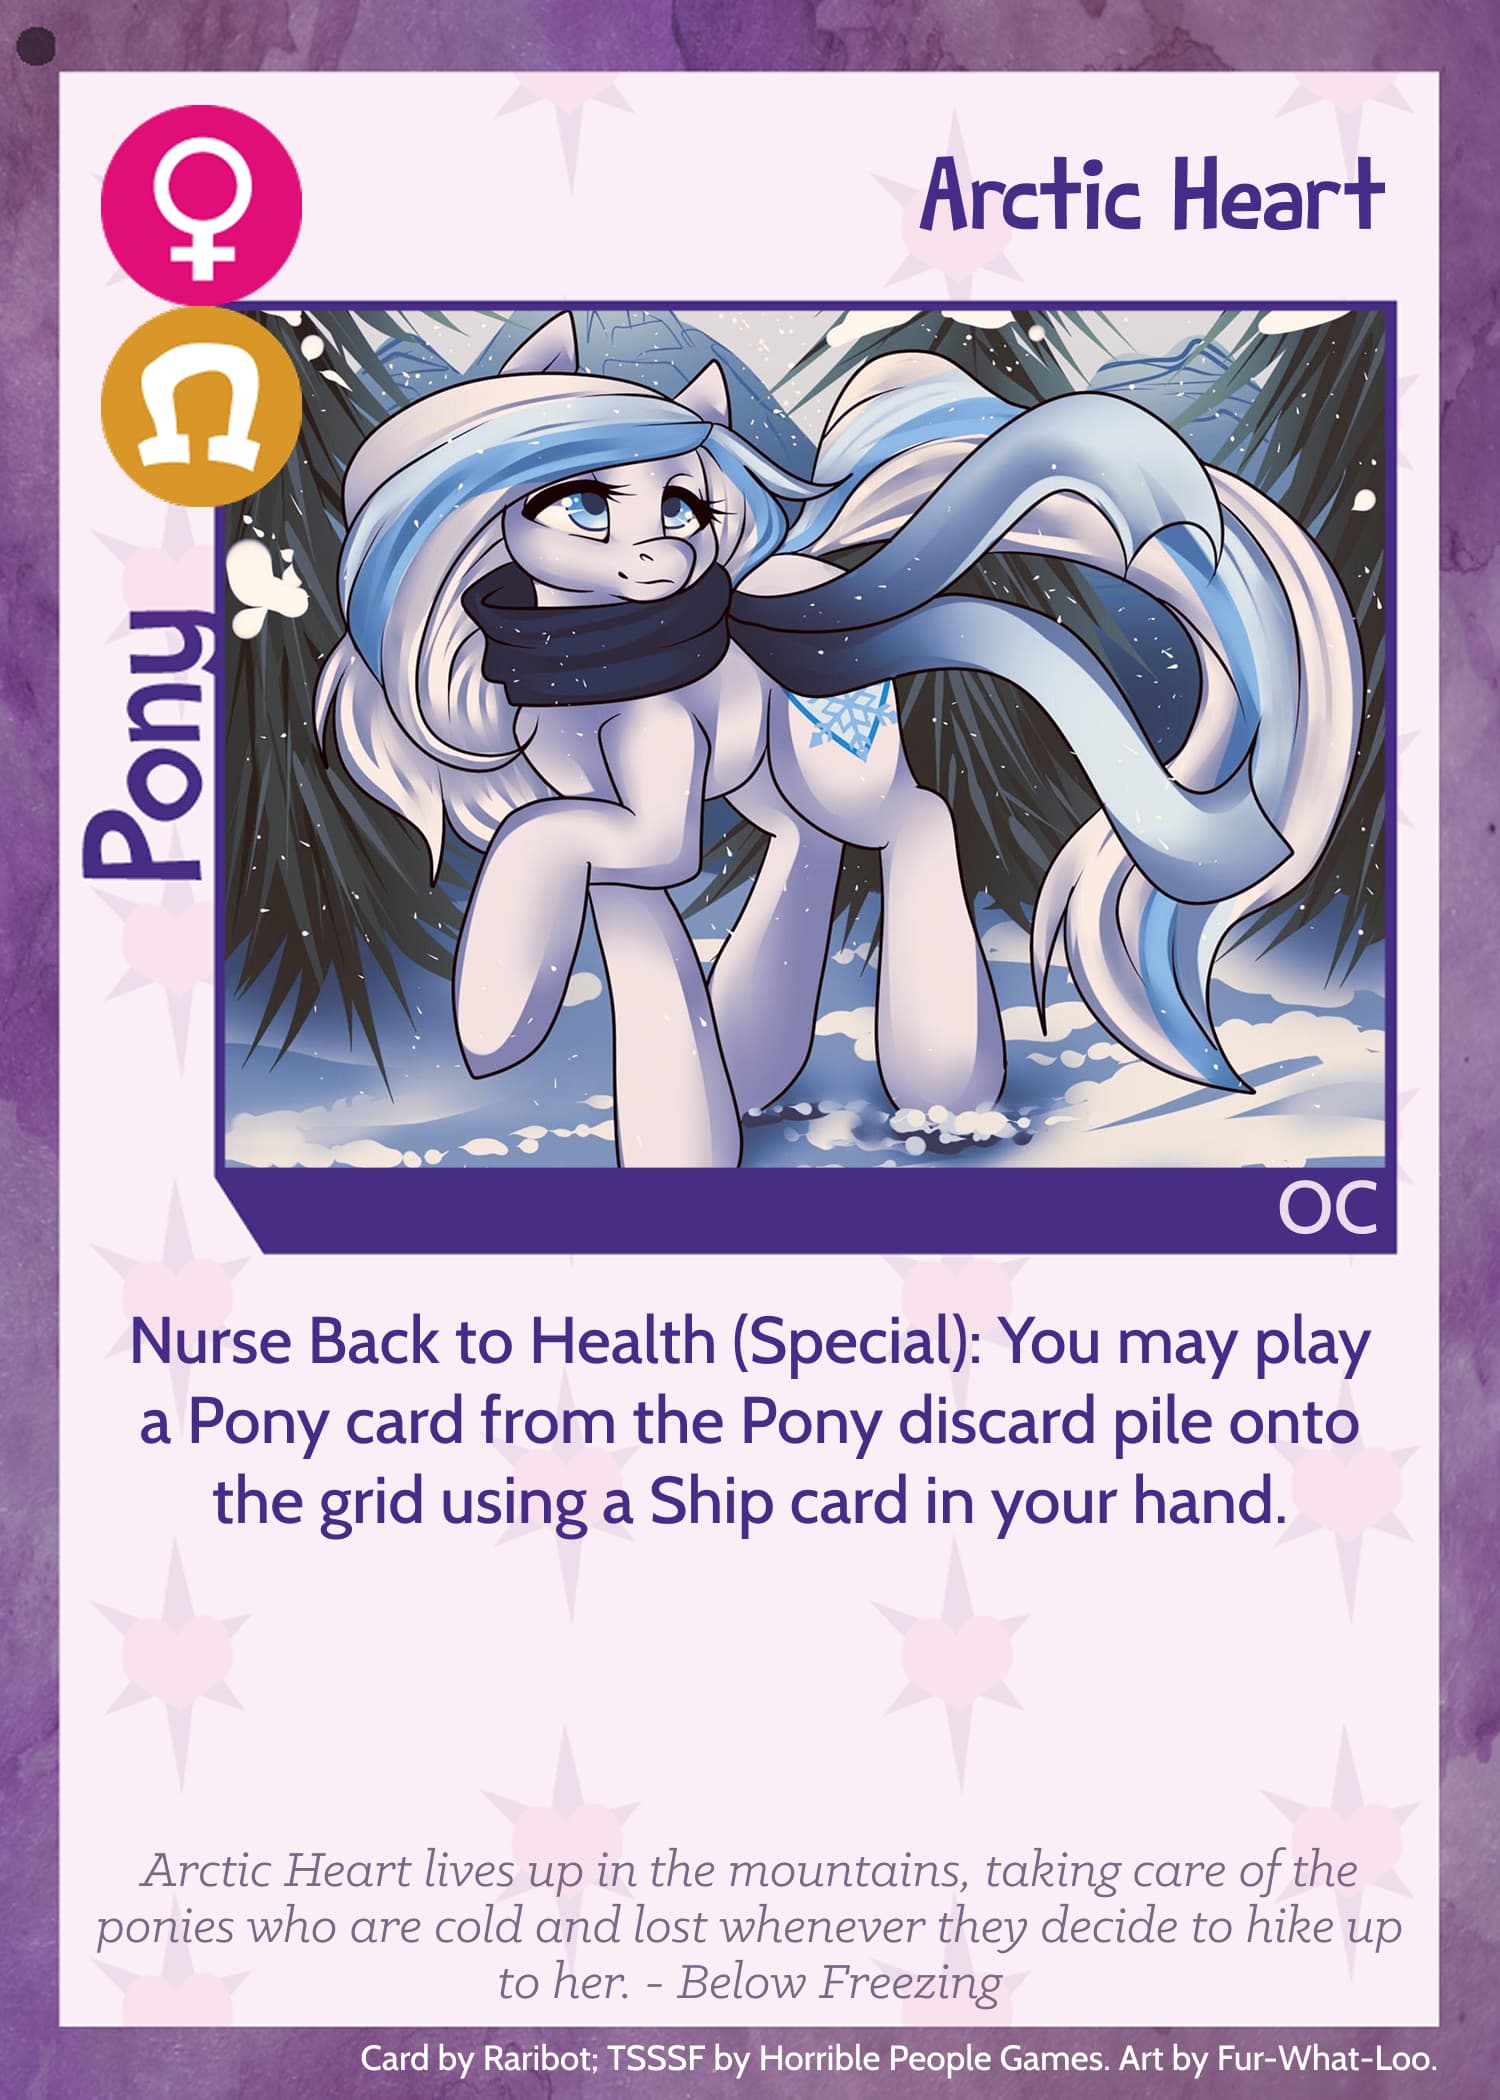 Arctic Heart
Pony
OC
Nurse Back to Health (Special): You may play
a Pony card from the Pony discard pile onto
the grid using a Ship card in your hand.
Arctic Heart lives up in the mountains, taking care of the
ponies who are cold and lost whenever they decide to hike up
to her. - Below Freezing
Card by Raribot; TSSSF by Horrible People Games. Art by Fur-What-Loo.